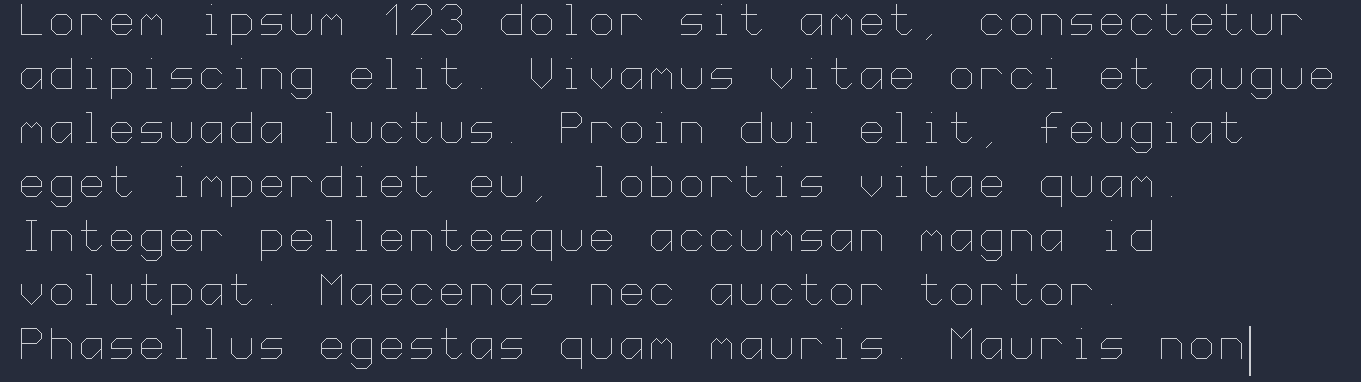 Lorem ipsum 123 dolor sit amet, consectetur
adipiscing elit. Vivamus vitae orci et augue
malesuada luctus. Proin dui elit, feugiat
eget imperdiet eu, lobortis vitae quam.
Integer pellentesque accumsan magna id
volutpat. Maecenas nec auctor tortor.
Phasellus egestas quam mauris. Mauris non